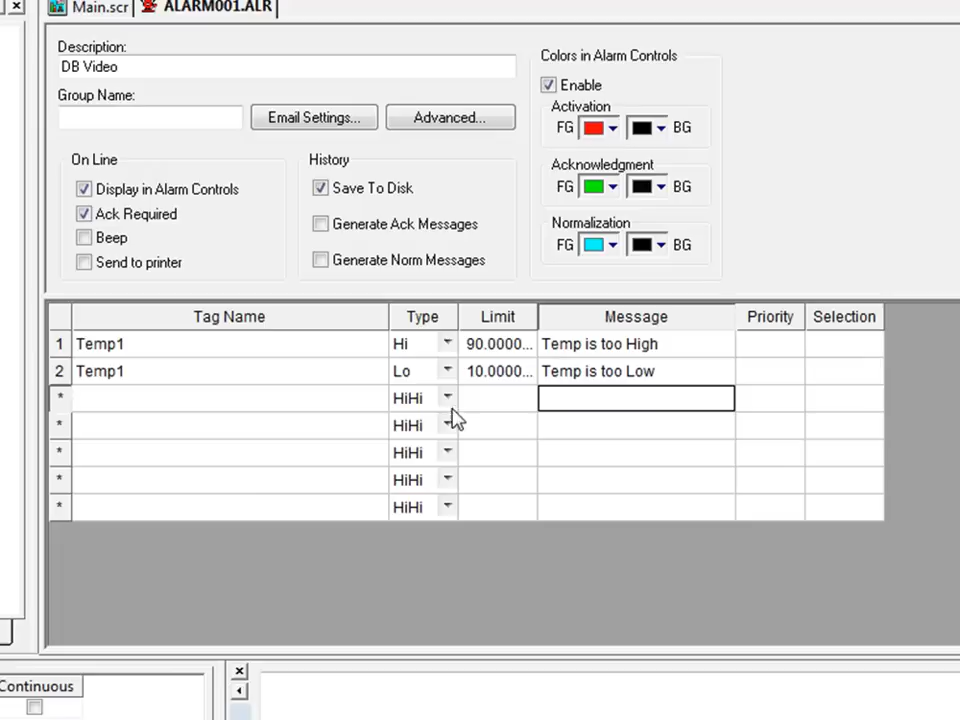 Main.scr
ALARM001.ALR
Description:
DB Video
Group Name:
Email Settings...
Advanced...
On Line
Display in Alarm Controls
Ack Required
Beep
Send to printer
History
Save To Disk
Generate Ack Messages
Generate Norm Messages
Colors in Alarm Controls
Enable
Activation
FG BG
Acknowledgment
FG BG
Normalization
FG BG
Tag Name Type Limit Message Priority Selection
1 Temp1 Hi 90.0000... Temp is too High
2 Temp1 Lo 10.0000... Temp is too Low
* HiHi
* HiHi
* HiHi
* HiHi
* HiHi
Continuous